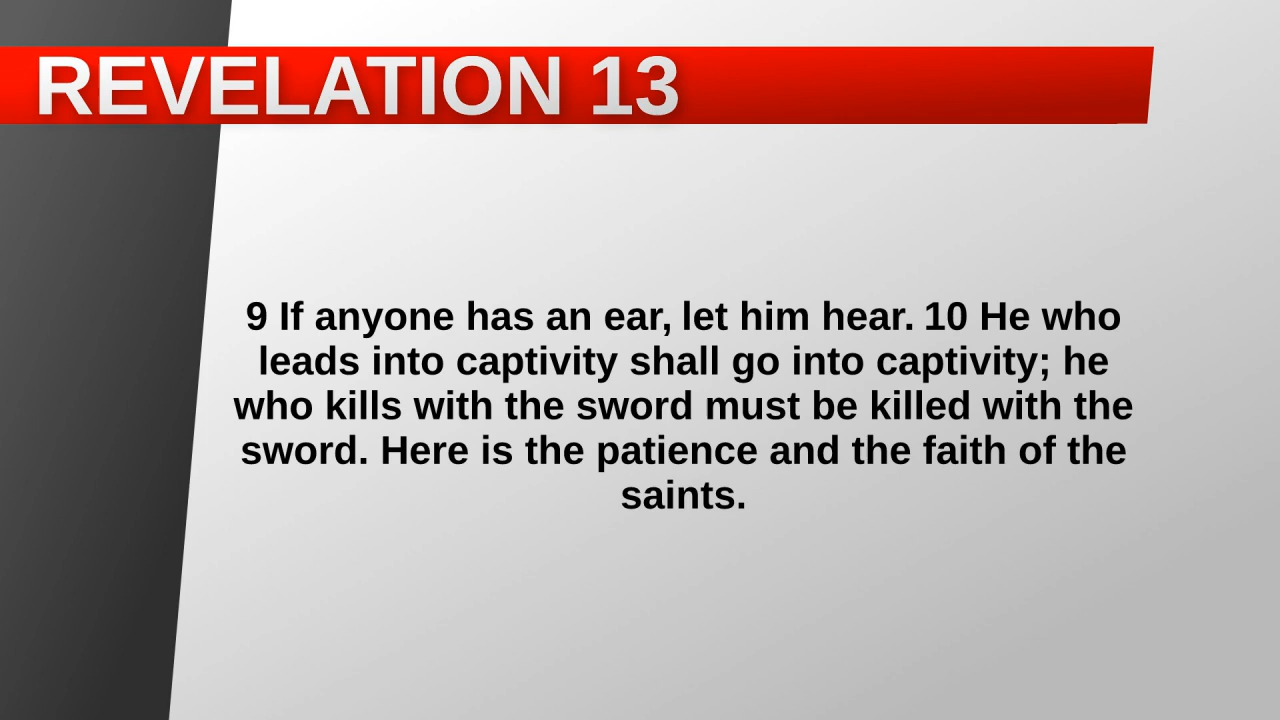 REVELATION 13
9 If anyone has an ear, let him hear. 10 He who
leads into captivity shall go into captivity; he
who kills with the sword must be killed with the
sword. Here is the patience and the faith of the
saints.